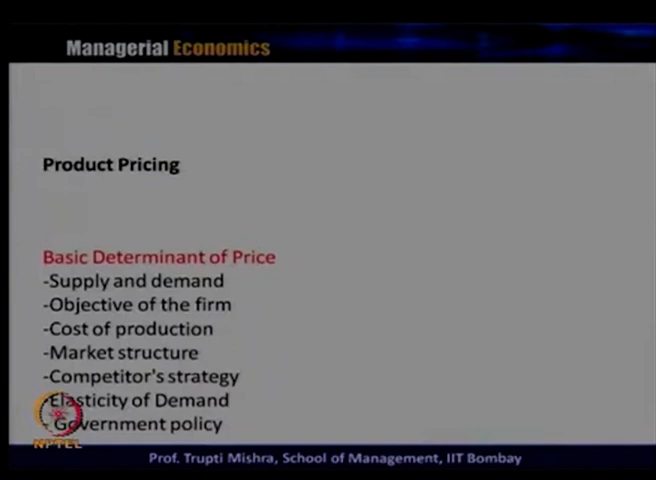 Managerial Economics
Product Pricing
Basic Determinant of Price
-Supply and demand
-Objective of the firm
-Cost of production
-Market structure
-Competitor's strategy
-Elasticity of Demand
- Government policy
NPTEL
Prof. Trupti Mishra, School of Management, IIT Bombay